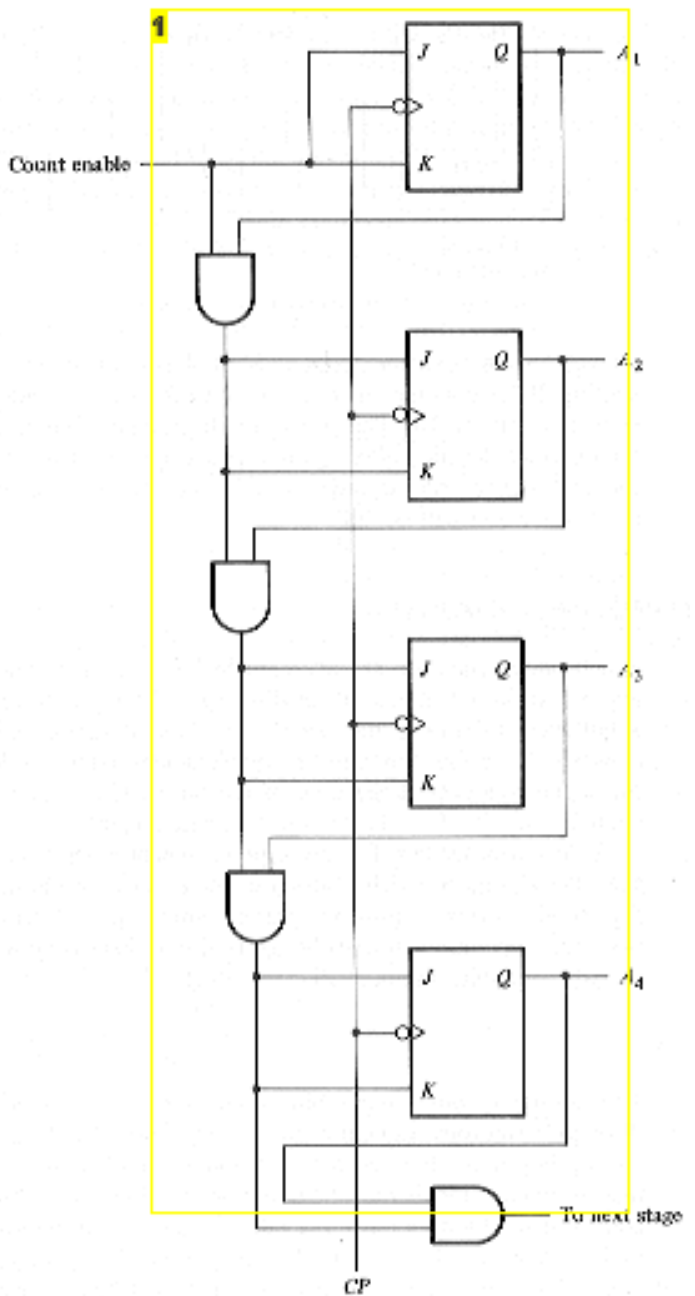 1
J Q A1
Count enable
K
J Q A2
K
J Q A3
K
J Q A4
K
To next stage
CP